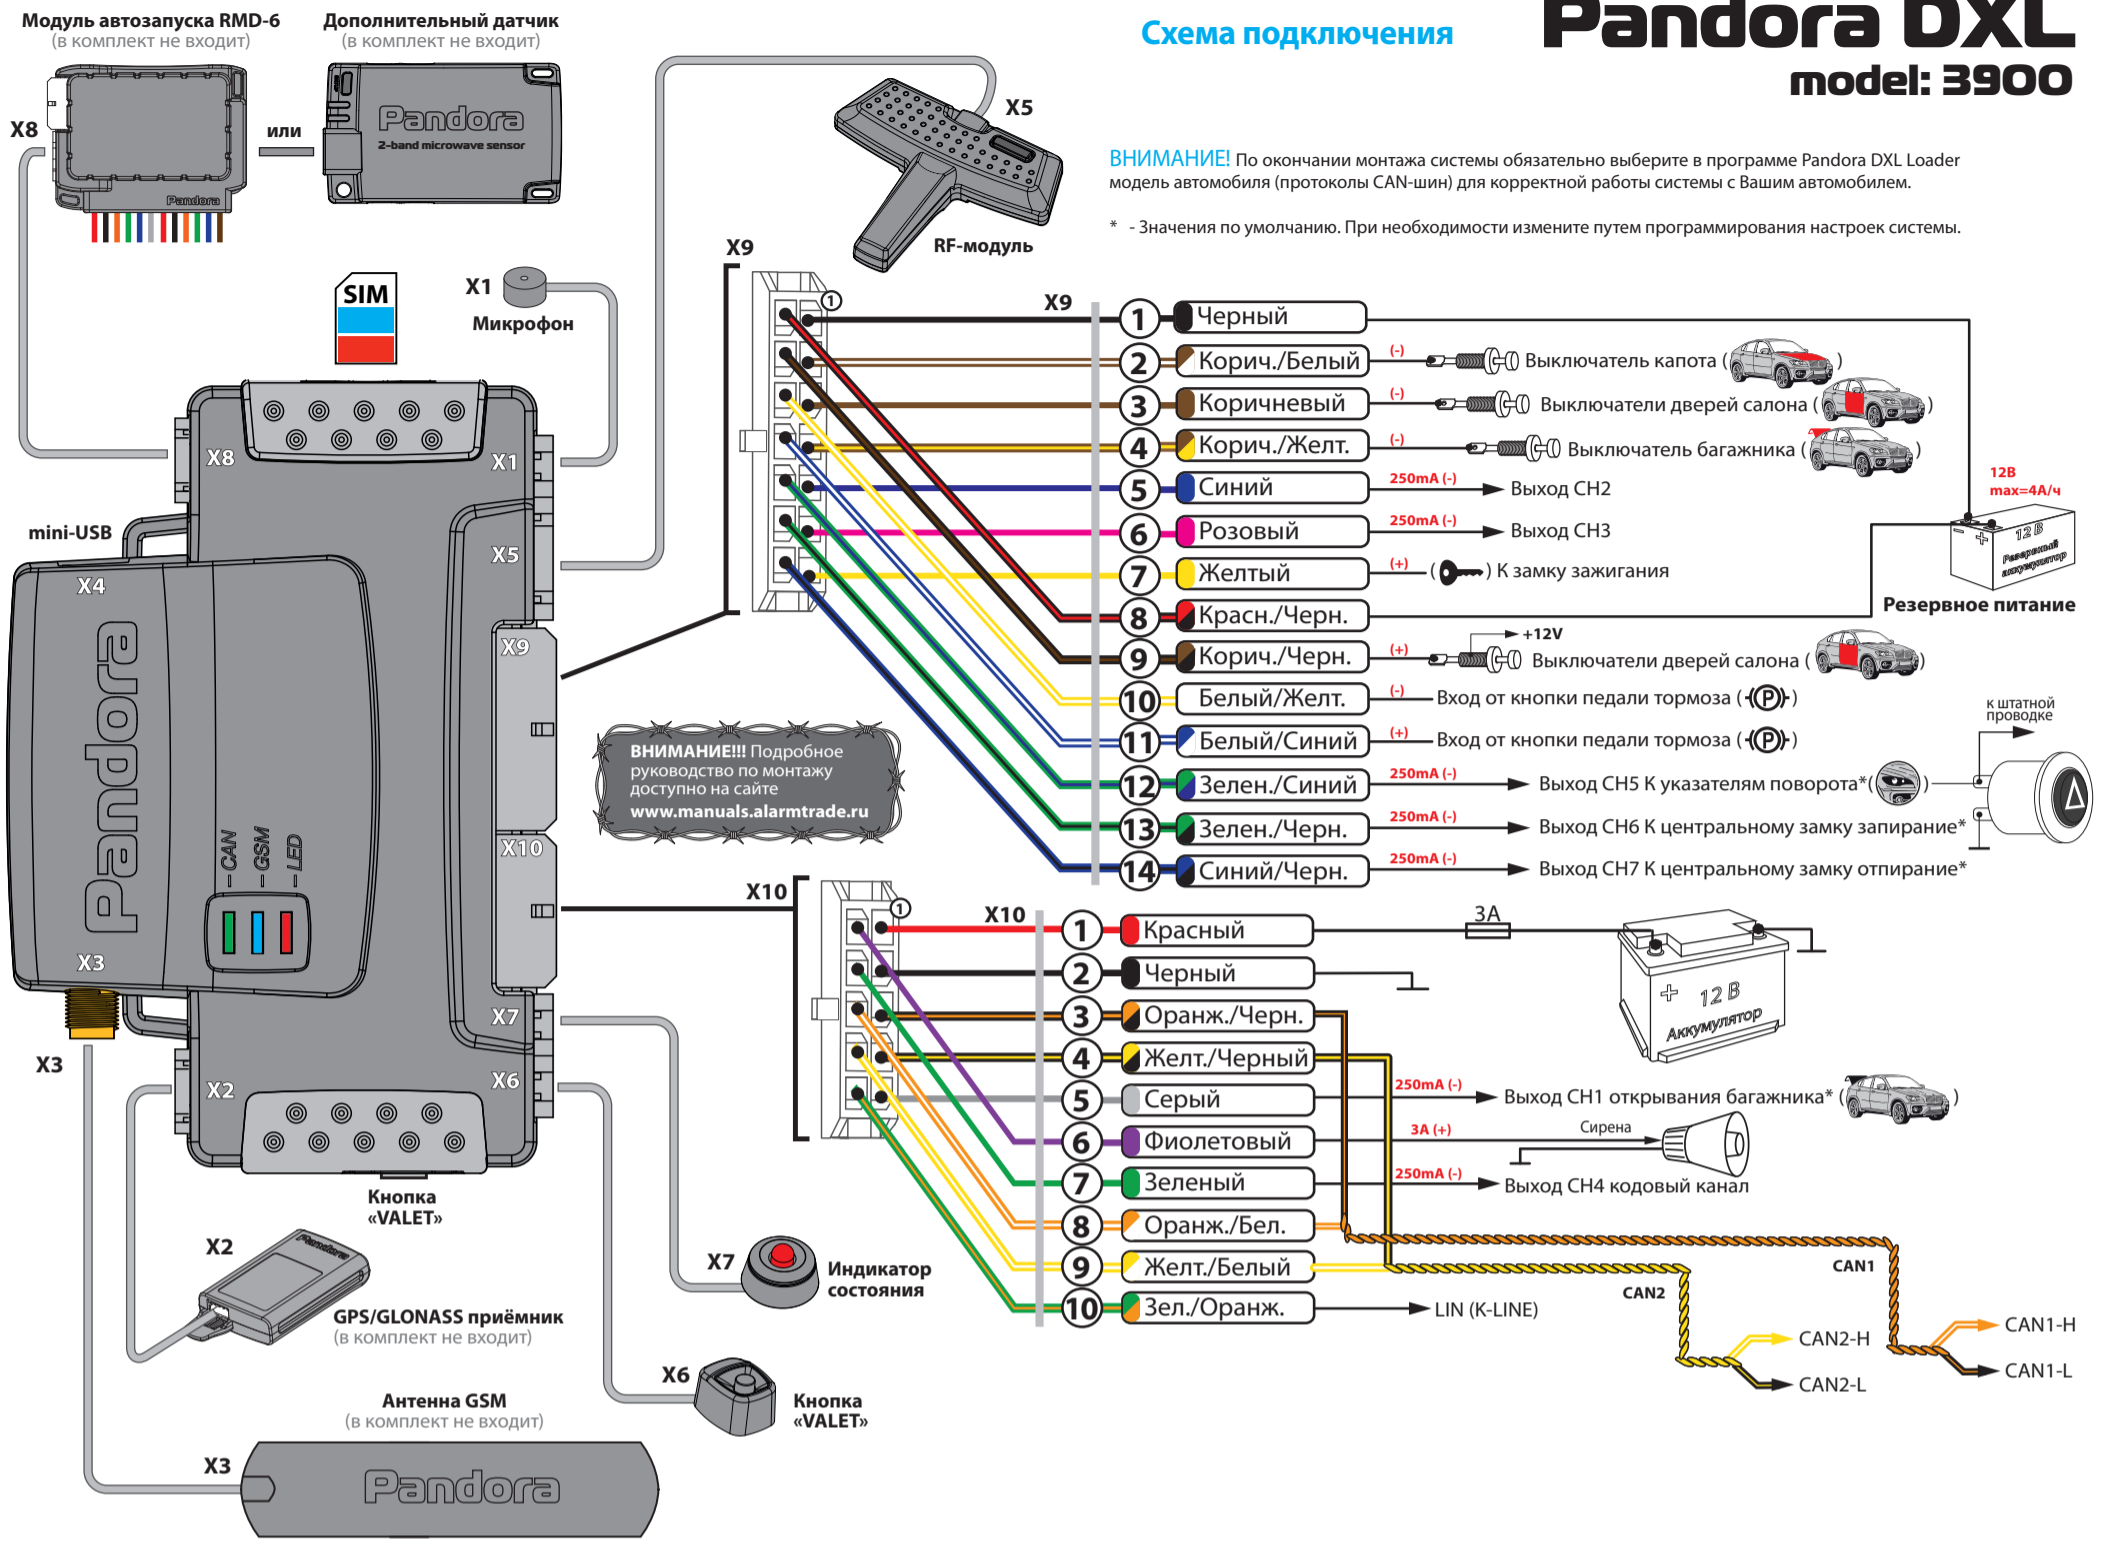 Модуль автозапуска RMD-6
(в комплект не входит)
Дополнительный датчик
(в комплект не входит)
Схема подключения
Pandora DXL
model: 3900
X8
или
Pandora
2-band microwave sensor
Pandora
X5
RF-модуль
ВНИМАНИЕ! По окончании монтажа системы обязательно выберите в программе Pandora DXL Loader
модель автомобиля (протоколы CAN-шин) для корректной работы системы с Вашим автомобилем.
* - Значения по умолчанию. При необходимости измените путем программирования настроек системы.
SIM
X1
Микрофон
X9
1
X9
1 Черный
2 Корич./Белый (-) Выключатель капота ( )
3 Коричневый (-) Выключатели дверей салона ( )
4 Корич./Желт. (-) Выключатель багажника ( )
5 Синий 250mA (-) Выход CH2
6 Розовый 250mA (-) Выход CH3
7 Желтый (+) ( ) К замку зажигания
8 Красн./Черн.
9 Корич./Черн. (+) +12V Выключатели дверей салона ( )
10 Белый/Желт. (-) Вход от кнопки педали тормоза ( (P) )
11 Белый/Синий (+) Вход от кнопки педали тормоза ( (P) )
12 Зелен./Синий 250mA (-) Выход CH5 К указателям поворота* ( )
13 Зелен./Черн. 250mA (-) Выход CH6 К центральному замку запирание*
14 Синий/Черн. 250mA (-) Выход CH7 К центральному замку отпирание*
12В
max=4А/ч
- +
12 В
Резервный
аккумулятор
Резервное питание
к штатной
проводке
X8
X1
mini-USB
X5
X4
X9
Pandora
CAN
GSM
LED
X10
X3
X7
X6
X2
X3
Кнопка
«VALET»
ВНИМАНИЕ!!! Подробное
руководство по монтажу
доступно на сайте
www.manuals.alarmtrade.ru
X10
1
X10
1 Красный 3А
2 Черный
3 Оранж./Черн.
4 Желт./Черный
5 Серый 250mA (-) Выход CH1 открывания багажника* ( )
6 Фиолетовый 3А (+) Сирена
7 Зеленый 250mA (-) Выход CH4 кодовый канал
8 Оранж./Бел.
9 Желт./Белый
10 Зел./Оранж. LIN (K-LINE)
+ 12 В
Аккумулятор
CAN1
CAN2
CAN1-H
CAN2-H
CAN1-L
CAN2-L
X2
Pandora
GPS/GLONASS приёмник
(в комплект не входит)
X7
Индикатор
состояния
X6
Кнопка
«VALET»
Антенна GSM
(в комплект не входит)
X3
Pandora